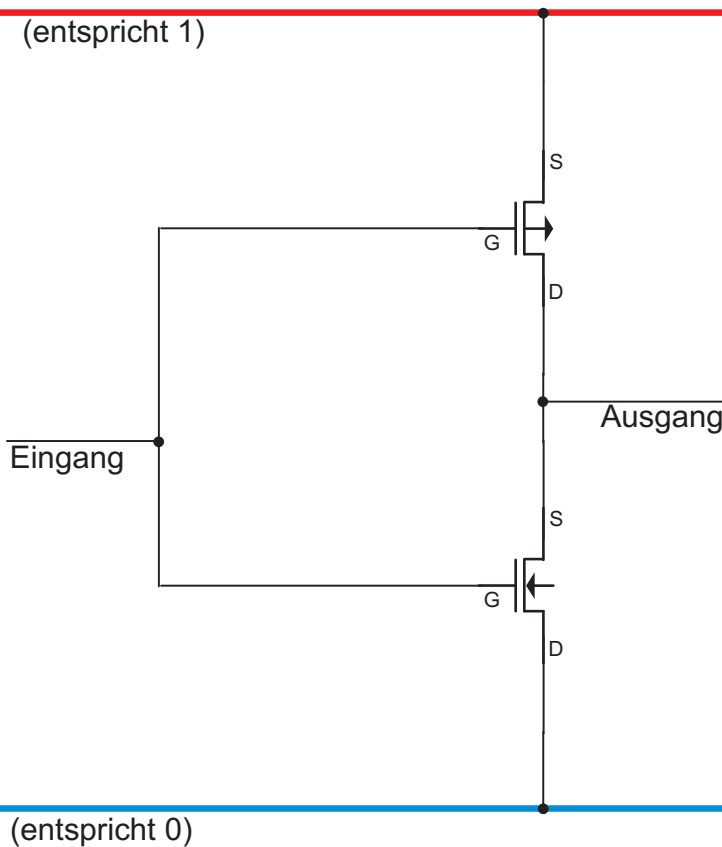 (entspricht 1)
S
G
D
Ausgang
Eingang
S
G
D
(entspricht 0)